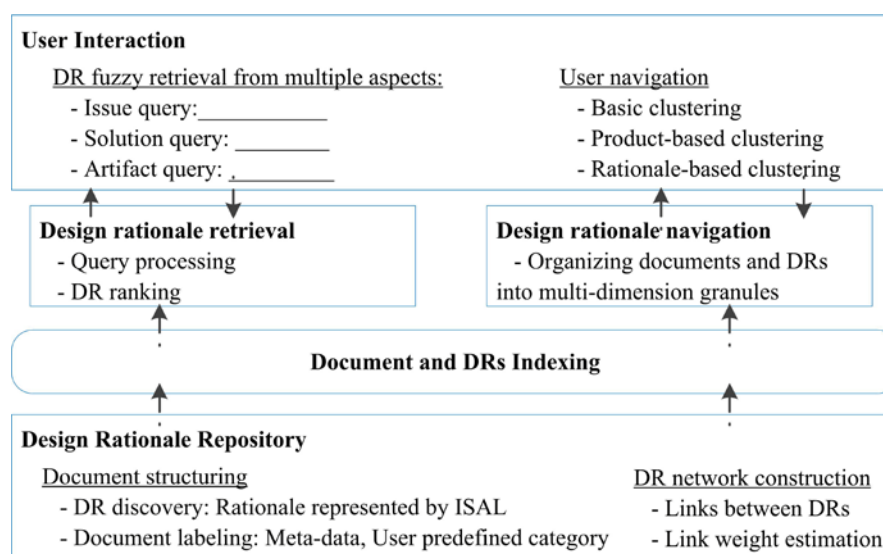 User Interaction
DR fuzzy retrieval from multiple aspects:
- Issue query:____________
- Solution query: _________
- Artifact query: __________
User navigation
- Basic clustering
- Product-based clustering
- Rationale-based clustering
Design rationale retrieval
- Query processing
- DR ranking
Design rationale navigation
- Organizing documents and DRs
into multi-dimension granules
Document and DRs Indexing
Design Rationale Repository
Document structuring
- DR discovery: Rationale represented by ISAL
- Document labeling: Meta-data, User predefined category
DR network construction
- Links between DRs
- Link weight estimation